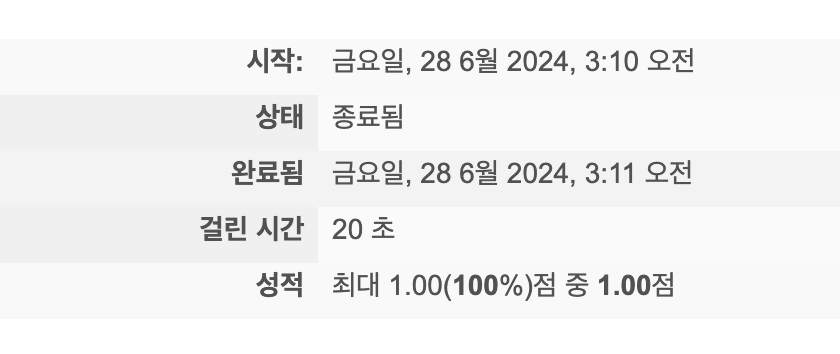 시작: 금요일, 28 6월 2024, 3:10 오전
상태 종료됨
완료됨 금요일, 28 6월 2024, 3:11 오전
걸린 시간 20 초
성적 최대 1.00(100%)점 중 1.00점